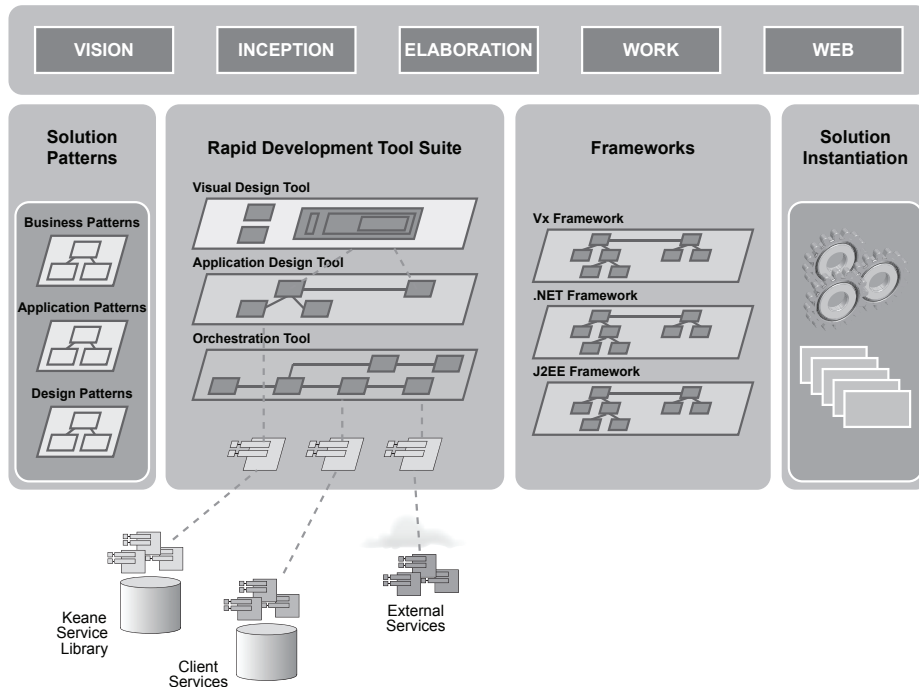 VISION
INCEPTION
ELABORATION
WORK
WEB
Solution
Patterns
Business Patterns
Application Patterns
Design Patterns
Rapid Development Tool Suite
Visual Design Tool
Application Design Tool
Orchestration Tool
Frameworks
Vx Framework
.NET Framework
J2EE Framework
Solution
Instantiation
Keane
Service
Library
Client
Services
External
Services